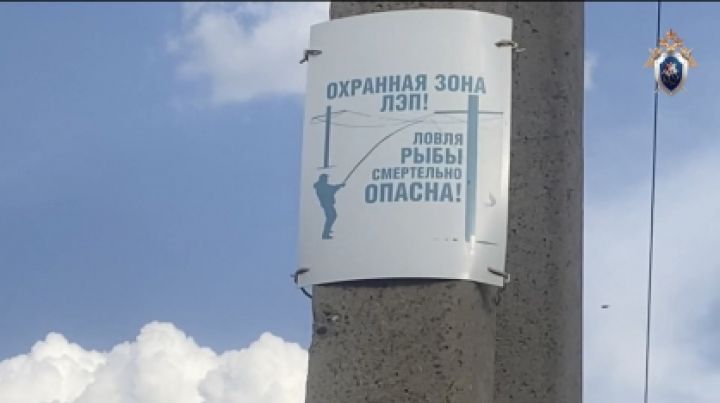 ОХРАННАЯ ЗОНА
ЛЭП!
ЛОВЛЯ
РЫБЫ
СМЕРТЕЛЬНО
ОПАСНА!